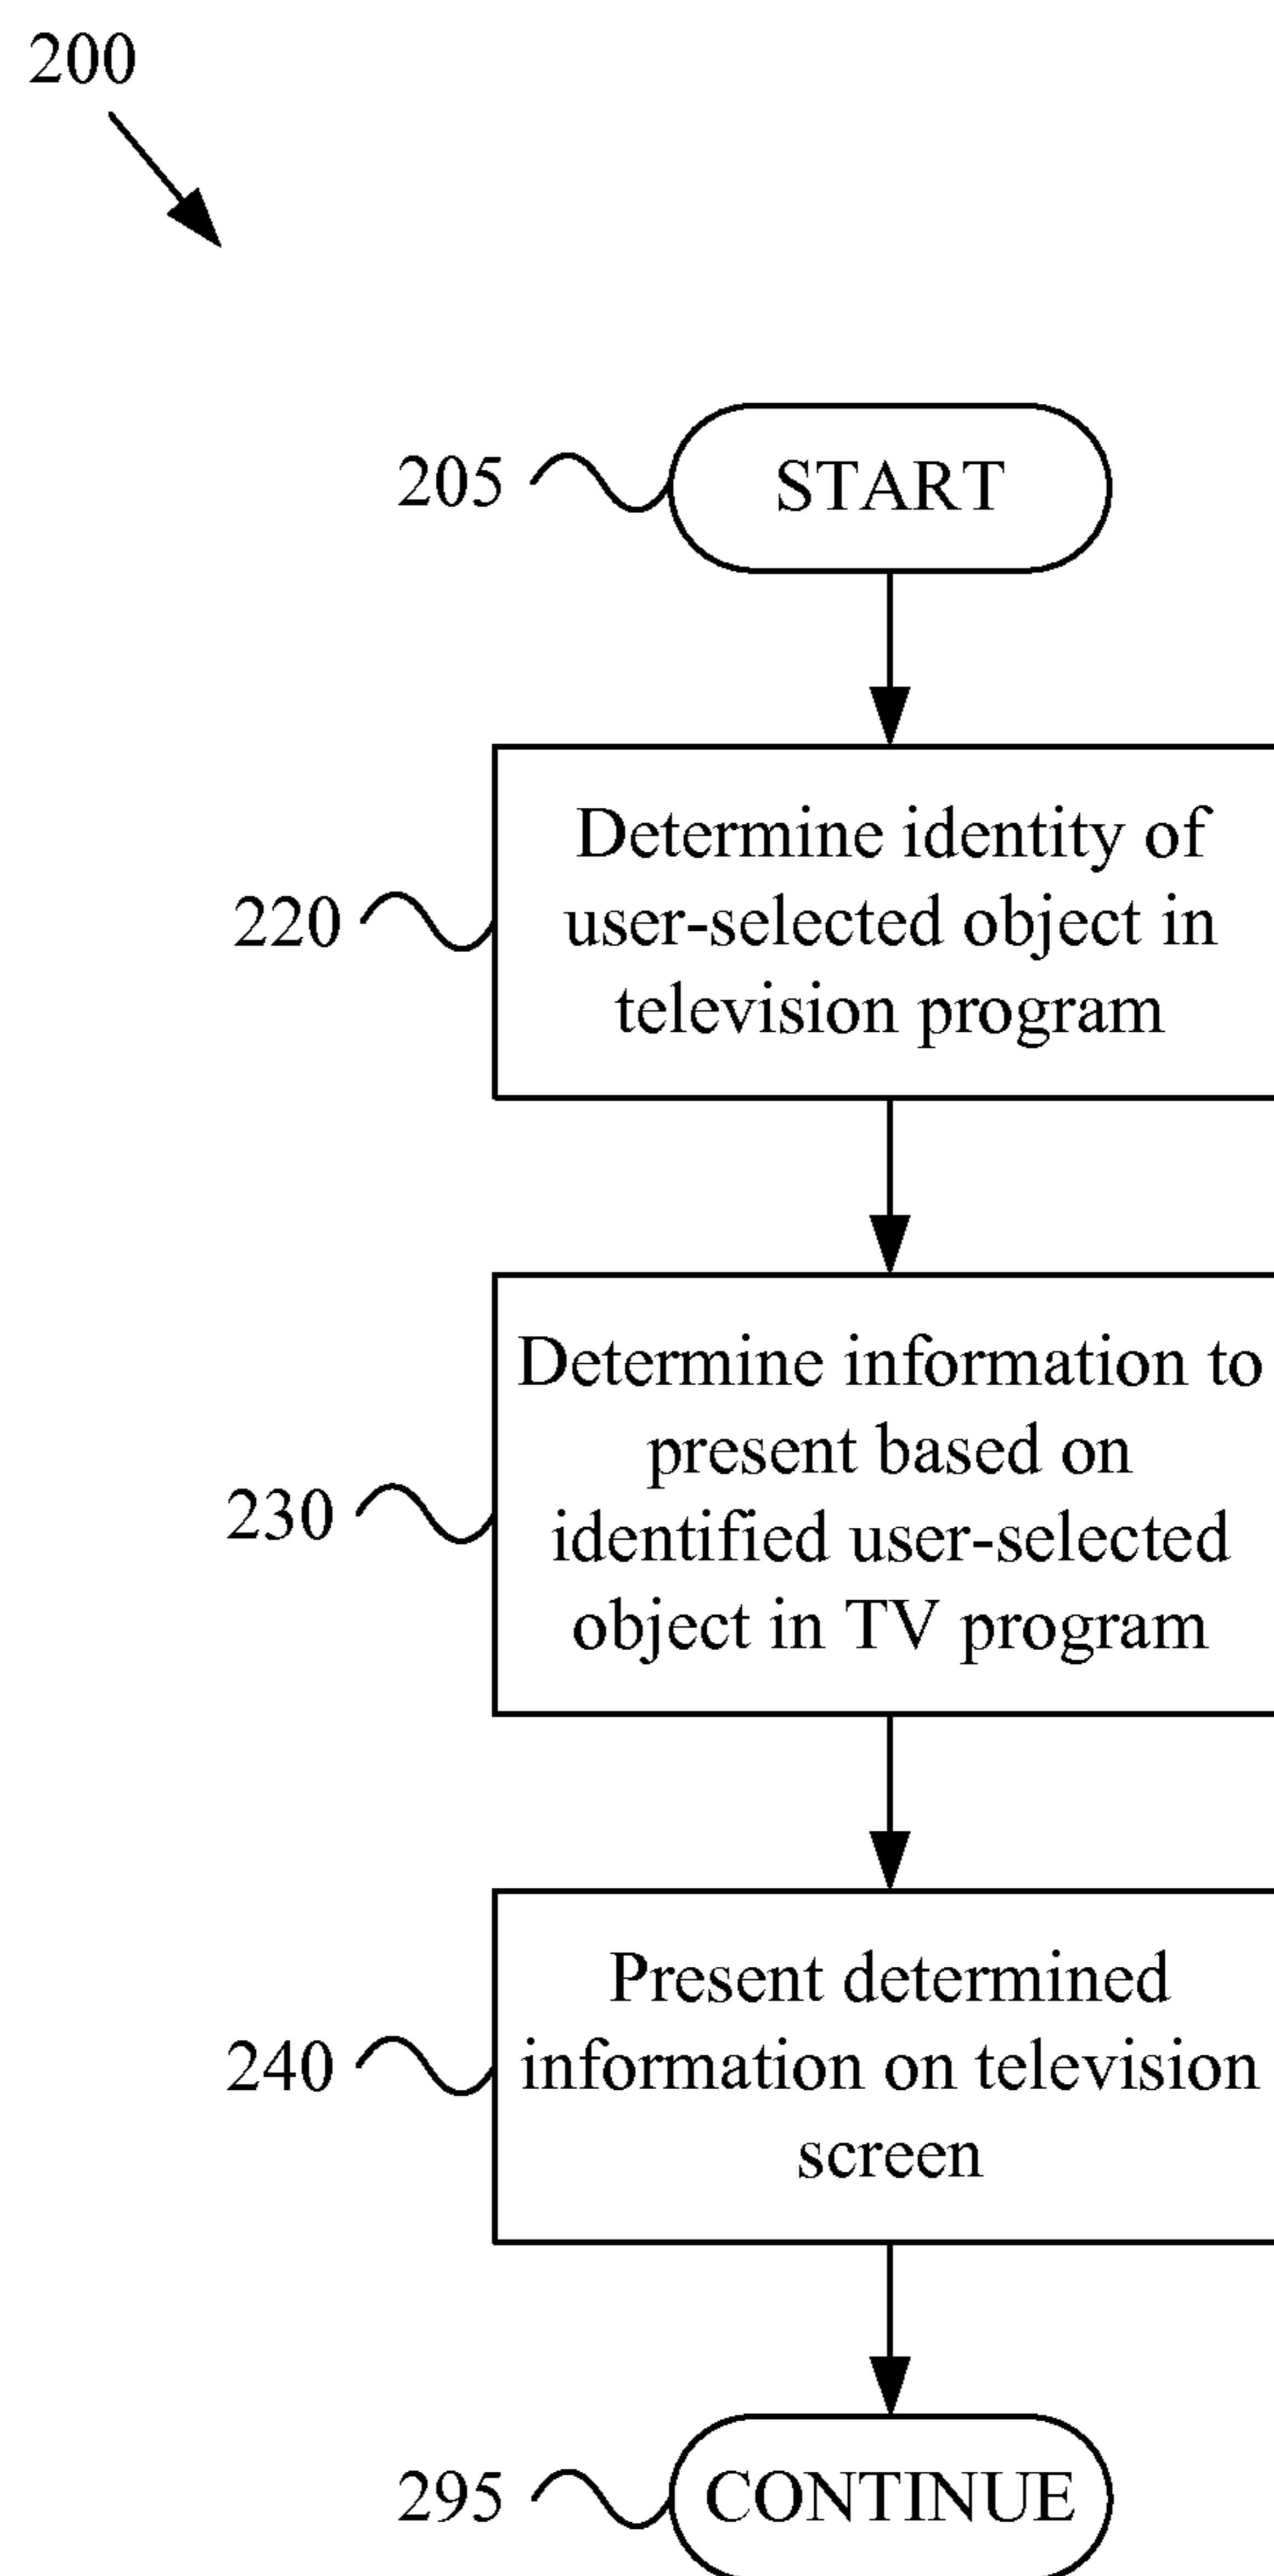 200
205
START
220
Determine identity of
user-selected object in
television program
230
Determine information to
present based on
identified user-selected
object in TV program
240
Present determined
information on television
screen
295
CONTINUE